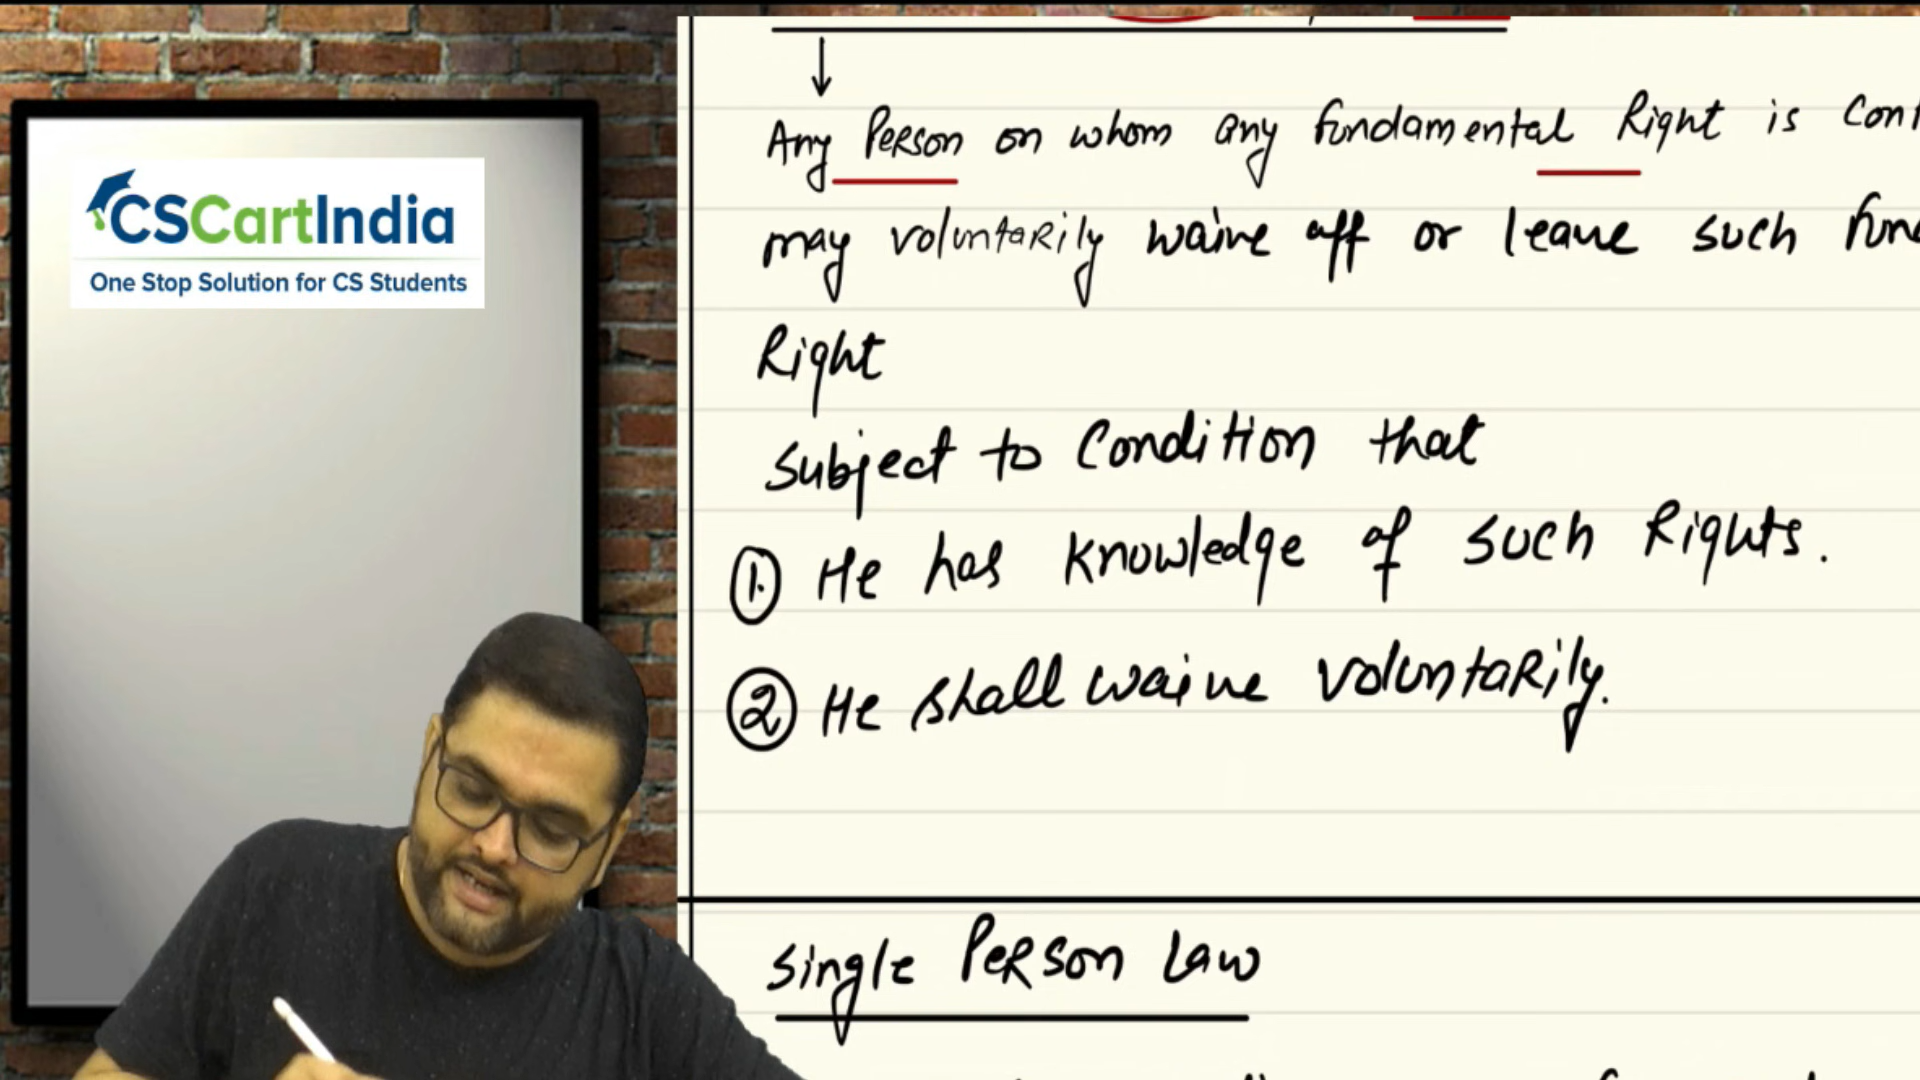 CSCartIndia
One Stop Solution for CS Students
Any Person on whom any fundamental Right is
may voluntarily waive off or leave such
Right
Subject to Condition that
1. He has knowledge of such Rights.
2 He shall waive voluntarily.
Single Person Law